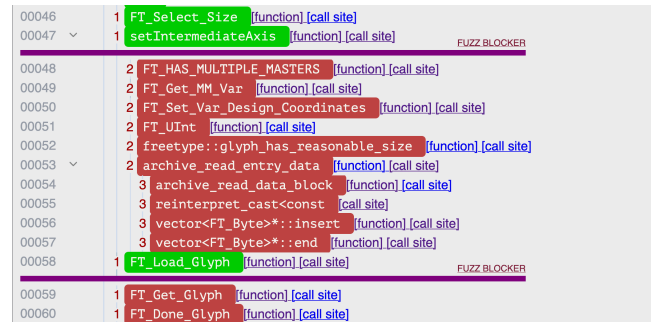 00046 1 FT_Select_Size [function] [call site]
00047 1 setIntermediateAxis [function] [call site]
FUZZ BLOCKER
00048 2 FT_HAS_MULTIPLE_MASTERS [function] [call site]
00049 2 FT_Get_MM_Var [function] [call site]
00050 2 FT_Set_Var_Design_Coordinates [function] [call site]
00051 2 FT_UInt [function] [call site]
00052 2 freetype::glyph_has_reasonable_size [function] [call site]
00053 2 archive_read_entry_data [function] [call site]
00054 3 archive_read_data_block [function] [call site]
00055 3 reinterpret_cast<const [call site]
00056 3 vector<FT_Byte>*::insert [function] [call site]
00057 3 vector<FT_Byte>*::end [function] [call site]
00058 1 FT_Load_Glyph [function] [call site]
FUZZ BLOCKER
00059 1 FT_Get_Glyph [function] [call site]
00060 1 FT_Done_Glyph [function] [call site]